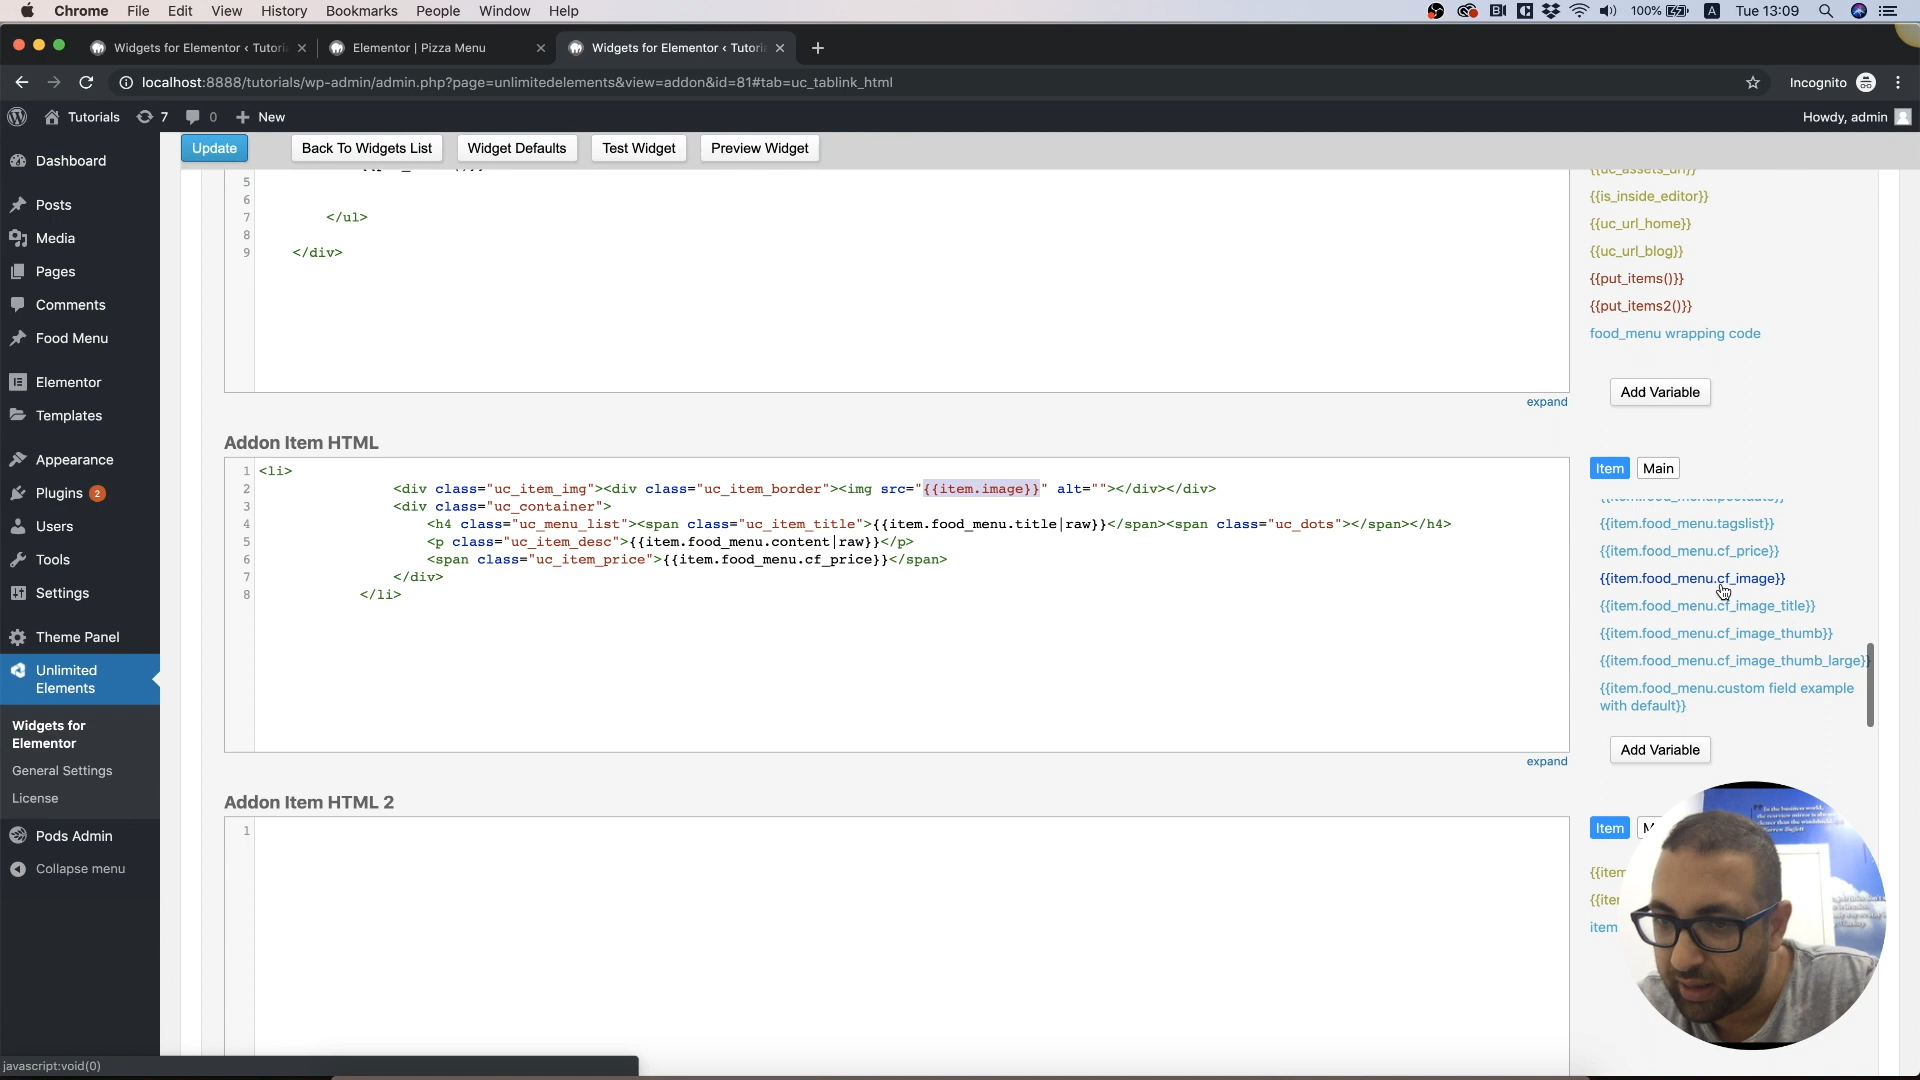 Chrome File Edit View History Bookmarks People Window Help 100% A Tue 13:09
Widgets for Elementor ‹ Tutori Elementor | Pizza Menu Widgets for Elementor ‹ Tutori
localhost:8888/tutorials/wp-admin/admin.php?page=unlimitedelements&view=addon&id=81#tab=uc_tablink_html Incognito
Tutorials 7 0 New Howdy, admin
Update Back To Widgets List Widget Defaults Test Widget Preview Widget
Dashboard
Posts
Media
Pages
Comments
Food Menu
Elementor
Templates
Appearance
Plugins 2
Users
Tools
Settings
Theme Panel
Unlimited
Elements
Widgets for
Elementor
General Settings
License
Pods Admin
Collapse menu
5
6
7 </ul>
8
9 </div>
expand
{{uc_assets_url}}
{{is_inside_editor}}
{{uc_url_home}}
{{uc_url_blog}}
{{put_items()}}
{{put_items2()}}
food_menu wrapping code
Add Variable
Addon Item HTML
1 <li>
2 <div class="uc_item_img"><div class="uc_item_border"><img src="{{item.image}}" alt=""></div></div>
3 <div class="uc_container">
4 <h4 class="uc_menu_list"><span class="uc_item_title">{{item.food_menu.title|raw}}</span><span class="uc_dots"></span></h4>
5 <p class="uc_item_desc">{{item.food_menu.content|raw}}</p>
6 <span class="uc_item_price">{{item.food_menu.cf_price}}</span>
7 </div>
8 </li>
expand
Item Main
{{item.food_menu.postdate}}
{{item.food_menu.tagslist}}
{{item.food_menu.cf_price}}
{{item.food_menu.cf_image}}
{{item.food_menu.cf_image_title}}
{{item.food_menu.cf_image_thumb}}
{{item.food_menu.cf_image_thumb_large}}
{{item.food_menu.custom field example
with default}}
Add Variable
Addon Item HTML 2
1
Item M
{{item
{{iter
item
javascript:void(0)